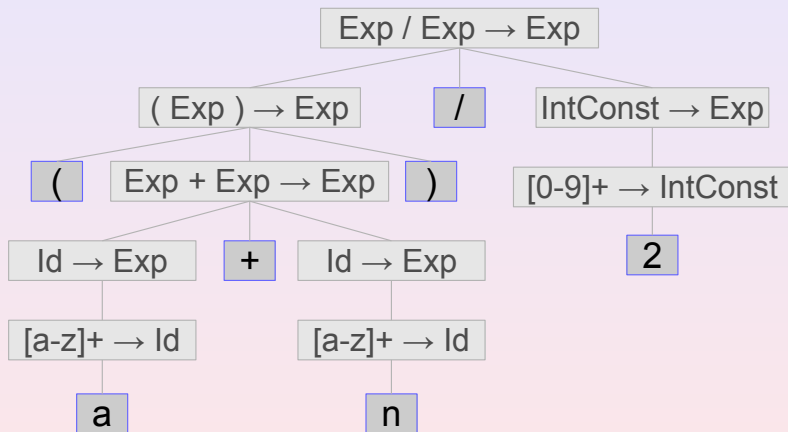 Exp / Exp → Exp
( Exp ) → Exp
/
IntConst → Exp
(
Exp + Exp → Exp
)
[0-9]+ → IntConst
Id → Exp
+
Id → Exp
2
[a-z]+ → Id
[a-z]+ → Id
a
n